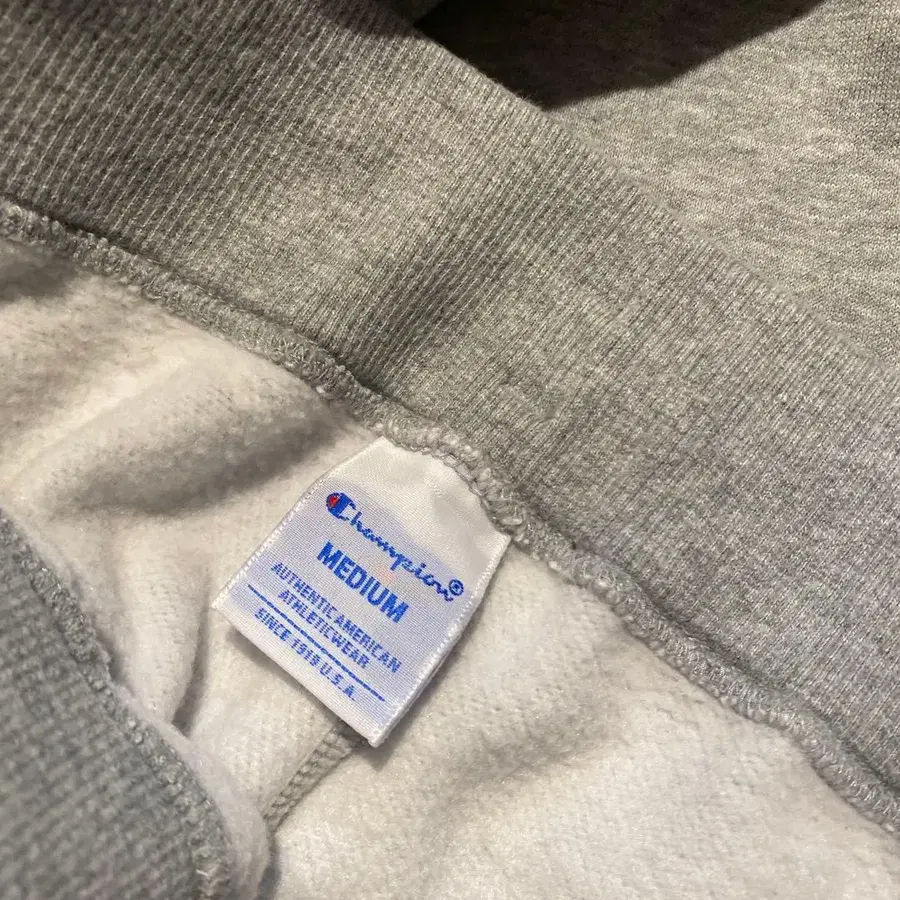 Champion®
MEDIUM
AUTHENTIC AMERICAN
ATHLETICWEAR
SINCE 1919 U.S.A.